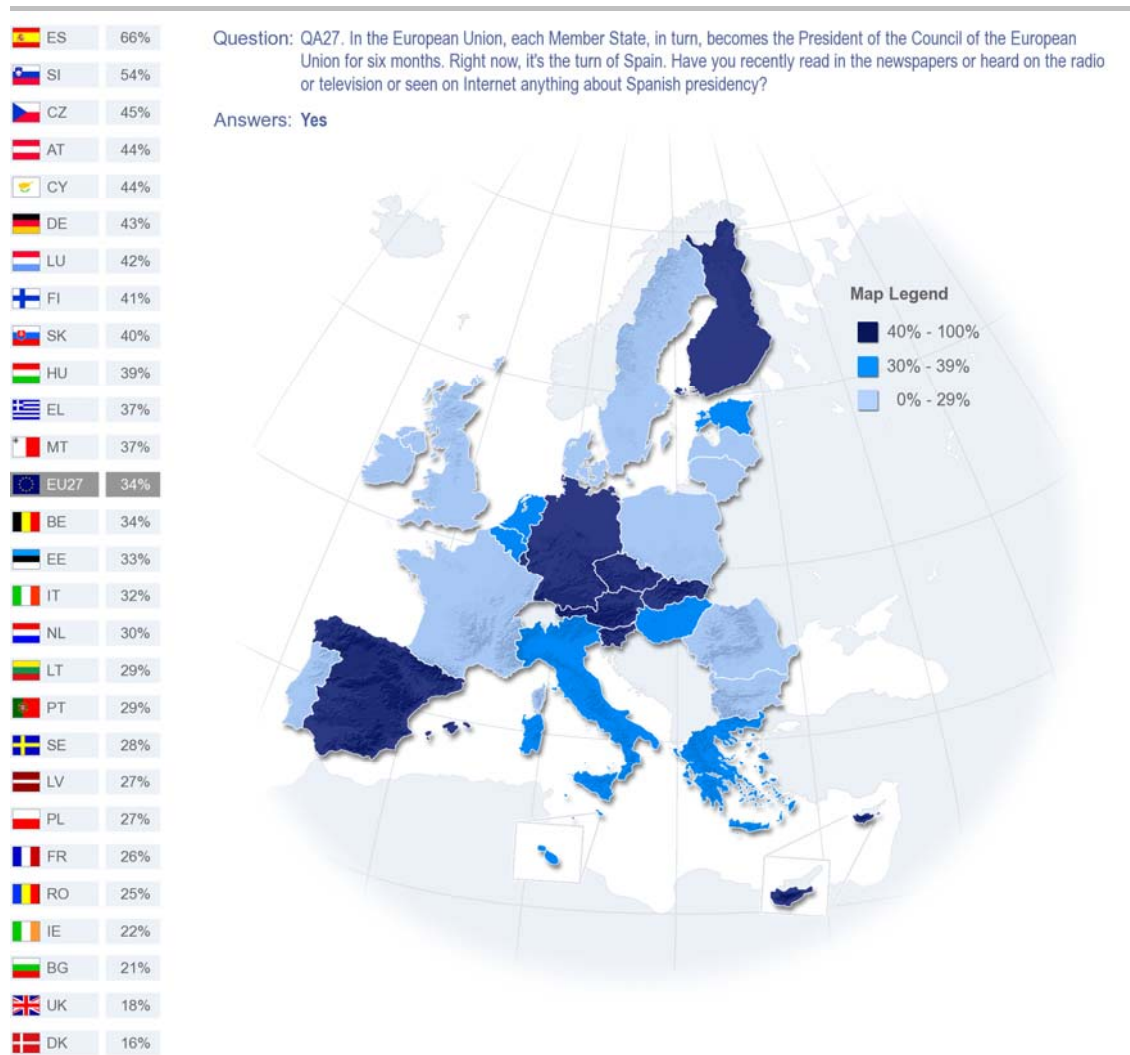 ES 66%
SI 54%
CZ 45%
AT 44%
CY 44%
DE 43%
LU 42%
FI 41%
SK 40%
HU 39%
EL 37%
MT 37%
EU27 34%
BE 34%
EE 33%
IT 32%
NL 30%
LT 29%
PT 29%
SE 28%
LV 27%
PL 27%
FR 26%
RO 25%
IE 22%
BG 21%
UK 18%
DK 16%
Question: QA27. In the European Union, each Member State, in turn, becomes the President of the Council of the European
Union for six months. Right now, it's the turn of Spain. Have you recently read in the newspapers or heard on the radio
or television or seen on Internet anything about Spanish presidency?
Answers: Yes
Map Legend
40% - 100%
30% - 39%
0% - 29%